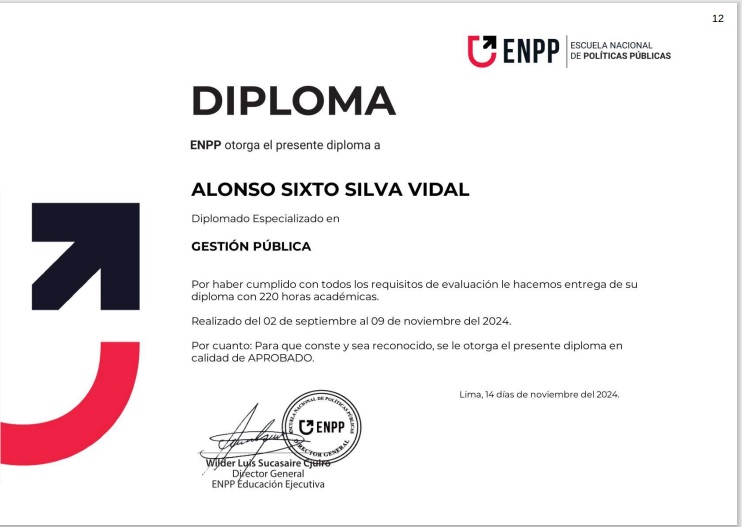 12
ENPP
ESCUELA NACIONAL
DE POLÍTICAS PÚBLICAS
DIPLOMA
ENPP otorga el presente diploma a
ALONSO SIXTO SILVA VIDAL
Diplomado Especializado en
GESTIÓN PÚBLICA
Por haber cumplido con todos los requisitos de evaluación le hacemos entrega de su
diploma con 220 horas académicas.
Realizado del 02 de septiembre al 09 de noviembre del 2024.
Por cuanto: Para que conste y sea reconocido, se le otorga el presente diploma en
calidad de APROBADO.
Lima, 14 días de noviembre del 2024.
ESCUELA NACIONAL DE POLÍTICAS PÚBLICAS
ENPP
DIRECTOR GENERAL
Wilder Luis Sucasaire
Director General
ENPP Educación Ejecutiva